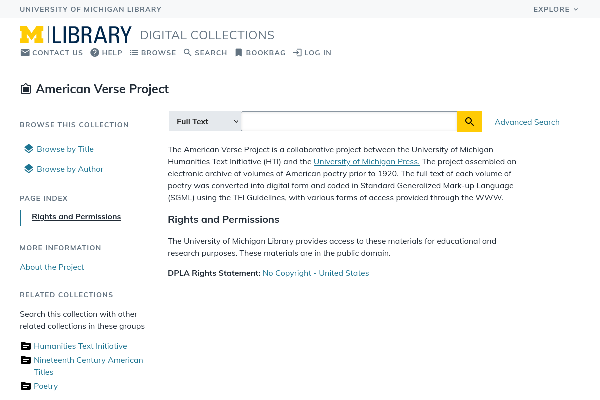 UNIVERSITY OF MICHIGAN LIBRARY
EXPLORE
M LIBRARY DIGITAL COLLECTIONS
CONTACT US HELP BROWSE SEARCH BOOKBAG LOG IN
American Verse Project
BROWSE THIS COLLECTION
Browse by Title
Browse by Author
PAGE INDEX
Rights and Permissions
MORE INFORMATION
About the Project
RELATED COLLECTIONS
Search this collection with other
related collections in these groups
Humanities Text Initiative
Nineteenth Century American
Titles
Poetry
Full Text
Advanced Search
The American Verse Project is a collaborative project between the University of Michigan
Humanities Text Initiative (HTI) and the University of Michigan Press. The project assembled an
electronic archive of volumes of American poetry prior to 1920. The full text of each volume of
poetry was converted into digital form and coded in Standard Generalized Mark-up Language
(SGML) using the TEI Guidelines, with various forms of access provided through the WWW.
Rights and Permissions
The University of Michigan Library provides access to these materials for educational and
research purposes. These materials are in the public domain.
DPLA Rights Statement: No Copyright - United States